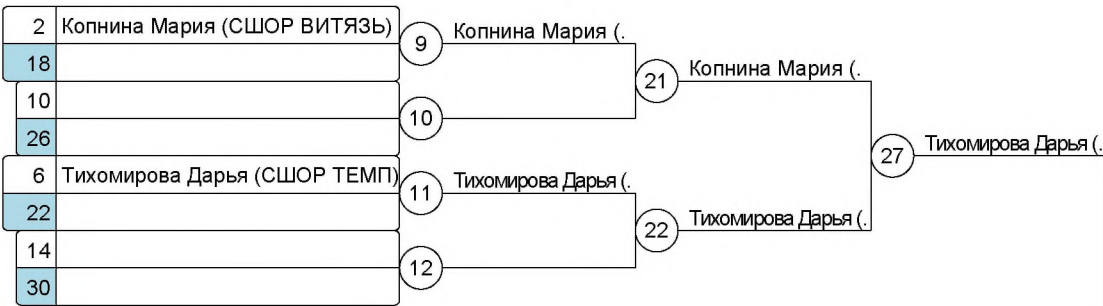 2 Копнина Мария (СШОР ВИТЯЗЬ)
9
Копнина Мария (.
18
21
Копнина Мария (.
10
10
26
27
Тихомирова Дарья (.
6 Тихомирова Дарья (СШОР ТЕМП)
11
Тихомирова Дарья (.
22
22
Тихомирова Дарья (.
14
12
30